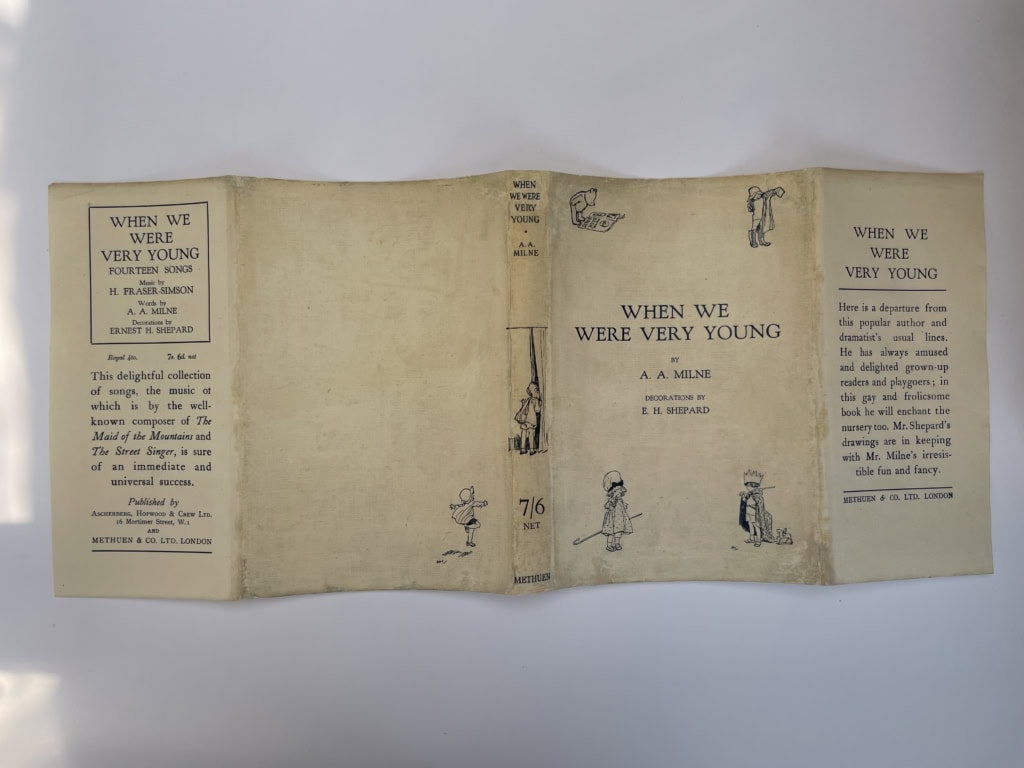 WHEN WE
WERE
VERY YOUNG
FOURTEEN SONGS
Music by
H. FRASER-SIMSON
Words by
A. A. MILNE
Decorations by
ERNEST H. SHEPARD
Royal 4to. 7s. 6d. net
This delightful collection
of songs, the music of
which is by the well-
known composer of The
Maid of the Mountains and
The Street Singer, is sure
of an immediate and
universal success.
Published by
ASCHERBERG, HOPWOOD & CREW LTD.
16 Mortimer Street, W.1
AND
METHUEN & CO. LTD. LONDON
WHEN
WE WERE
VERY
YOUNG
•
A. A.
MILNE
7/6
NET
METHUEN
WHEN WE
WERE VERY YOUNG
BY
A. A. MILNE
DECORATIONS BY
E. H. SHEPARD
WHEN WE
WERE
VERY YOUNG
Here is a departure from
this popular author and
dramatist's usual lines.
He has always amused
and delighted grown-up
readers and playgoers; in
this gay and frolicsome
book he will enchant the
nursery too. Mr. Shepard's
drawings are in keeping
with Mr. Milne's irresis-
tible fun and fancy.
METHUEN & CO. LTD. LONDON